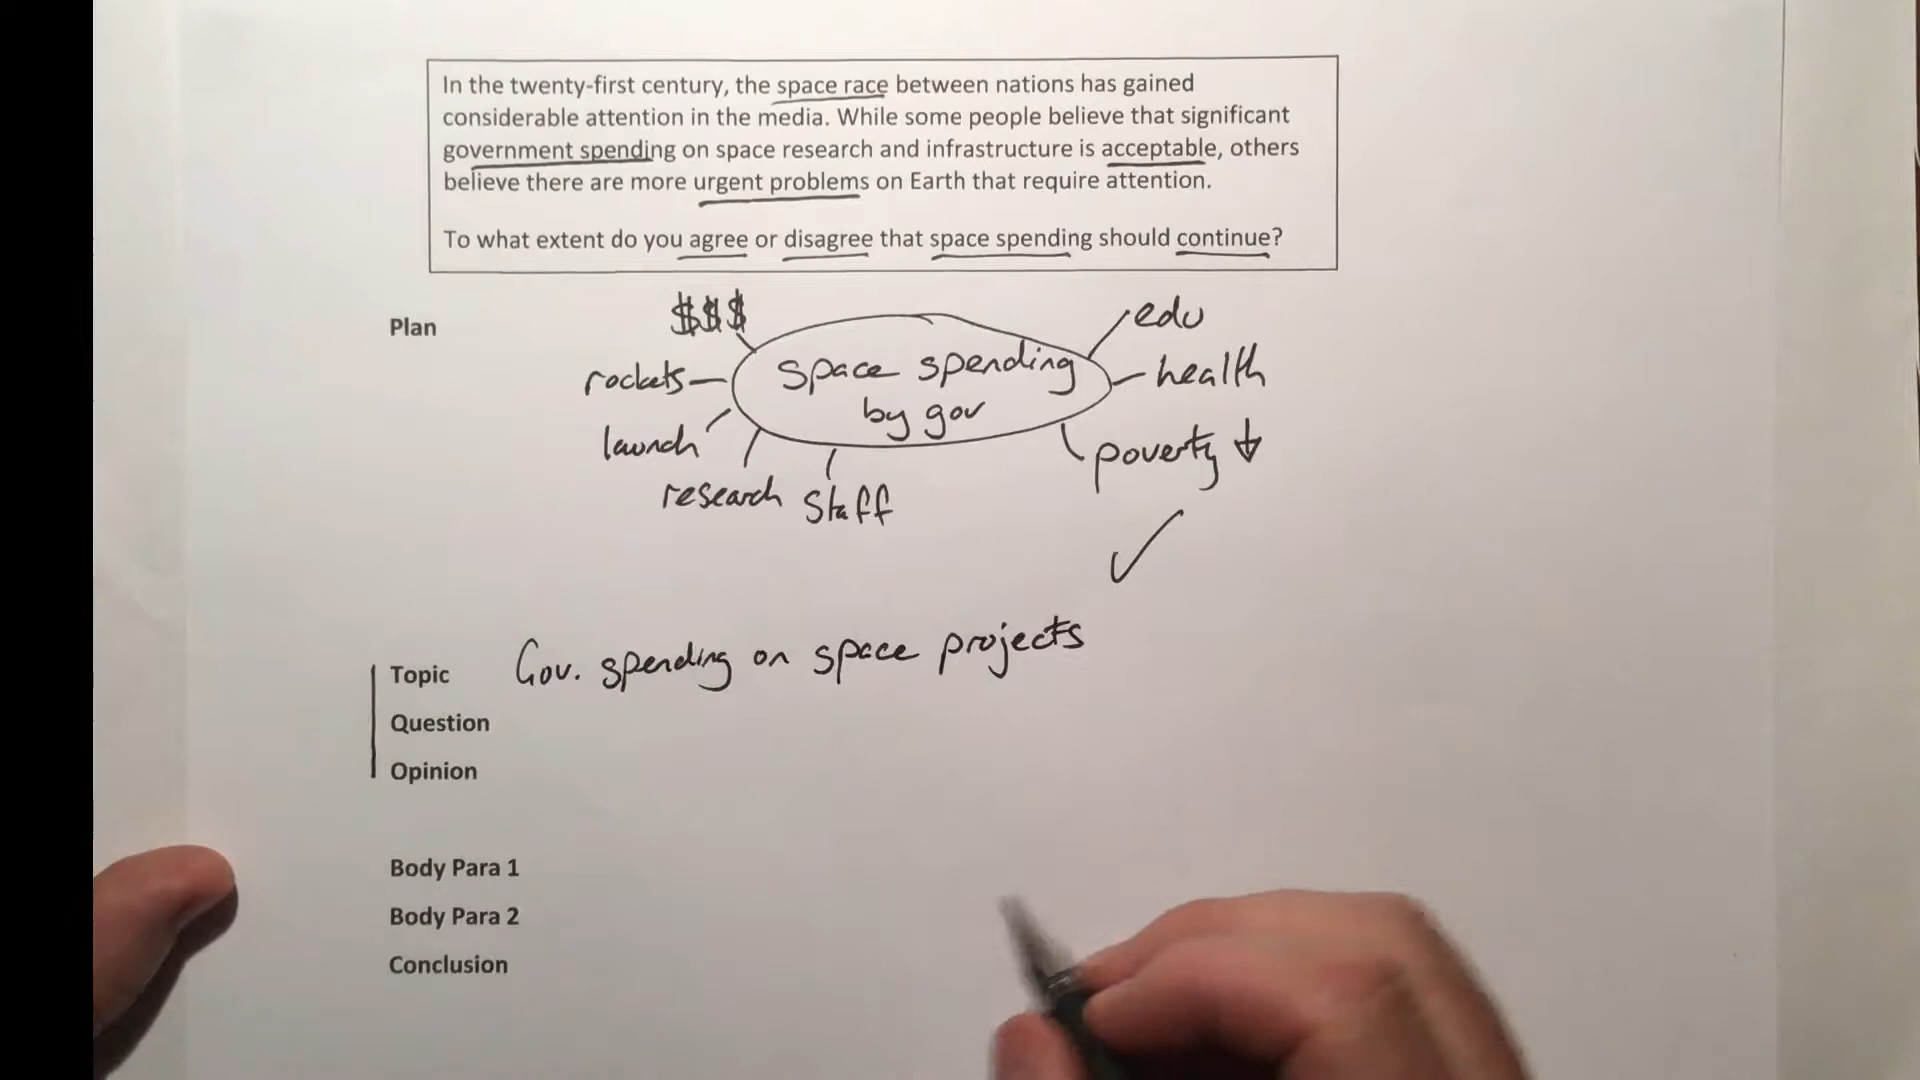 In the twenty-first century, the space race between nations has gained
considerable attention in the media. While some people believe that significant
government spending on space research and infrastructure is acceptable, others
believe there are more urgent problems on Earth that require attention.
To what extent do you agree or disagree that space spending should continue?
Plan
$$$
edu
rockets
space spending
health
by gov
launch
poverty ↓
research
staff
Topic Gov. spending on space projects
Question
Opinion
Body Para 1
Body Para 2
Conclusion